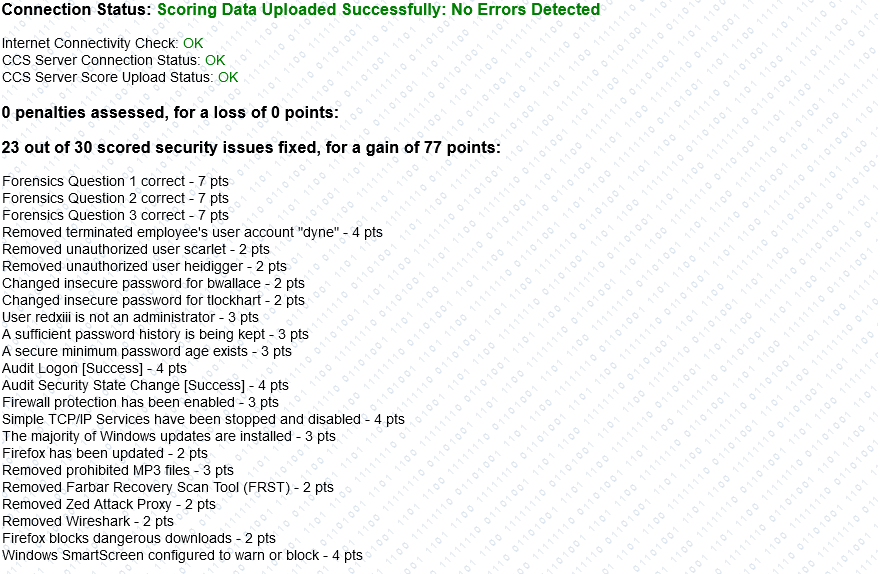 Connection Status: Scoring Data Uploaded Successfully: No Errors Detected
Internet Connectivity Check: OK
CCS Server Connection Status: OK
CCS Server Score Upload Status: OK
0 penalties assessed, for a loss of 0 points:
23 out of 30 scored security issues fixed, for a gain of 77 points:
Forensics Question 1 correct - 7 pts
Forensics Question 2 correct - 7 pts
Forensics Question 3 correct - 7 pts
Removed terminated employee's user account "dyne" - 4 pts
Removed unauthorized user scarlet - 2 pts
Removed unauthorized user heidigger - 2 pts
Changed insecure password for bwallace - 2 pts
Changed insecure password for tlockhart - 2 pts
User redxiii is not an administrator - 3 pts
A sufficient password history is being kept - 3 pts
A secure minimum password age exists - 3 pts
Audit Logon [Success] - 4 pts
Audit Security State Change [Success] - 4 pts
Firewall protection has been enabled - 3 pts
Simple TCP/IP Services have been stopped and disabled - 4 pts
The majority of Windows updates are installed - 3 pts
Firefox has been updated - 2 pts
Removed prohibited MP3 files - 3 pts
Removed Farbar Recovery Scan Tool (FRST) - 2 pts
Removed Zed Attack Proxy - 2 pts
Removed Wireshark - 2 pts
Firefox blocks dangerous downloads - 2 pts
Windows SmartScreen configured to warn or block - 4 pts